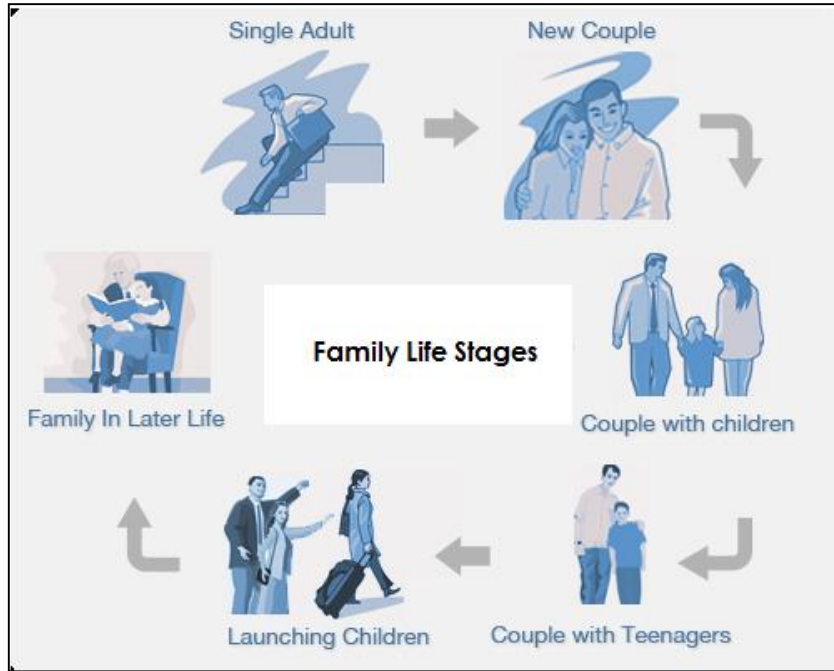 Single Adult
New Couple
Family Life Stages
Family In Later Life
Couple with children
Launching Children
Couple with Teenagers